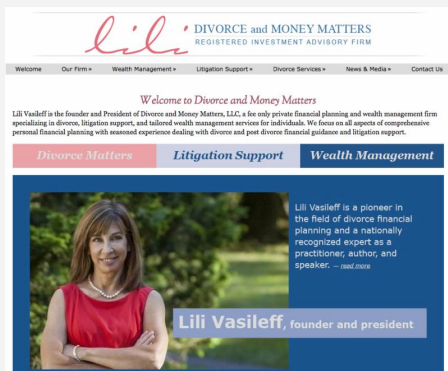 lili DIVORCE and MONEY MATTERS
REGISTERED INVESTMENT ADVISORY FIRM
Welcome Our Firm » Wealth Management » Litigation Support » Divorce Services » News & Media » Contact Us
Welcome to Divorce and Money Matters
Lili Vasileff is the founder and President of Divorce and Money Matters, LLC, a fee only private financial planning and wealth management firm
specializing in divorce, litigation support, and tailored wealth management services for individuals. We focus on all aspects of comprehensive
personal financial planning with seasoned experience dealing with divorce and post divorce financial guidance and litigation support.
Divorce Matters Litigation Support Wealth Management
Lili Vasileff is a pioneer in
the field of divorce financial
planning and a nationally
recognized expert as a
practitioner, author, and
speaker. – read more
Lili Vasileff, founder and president